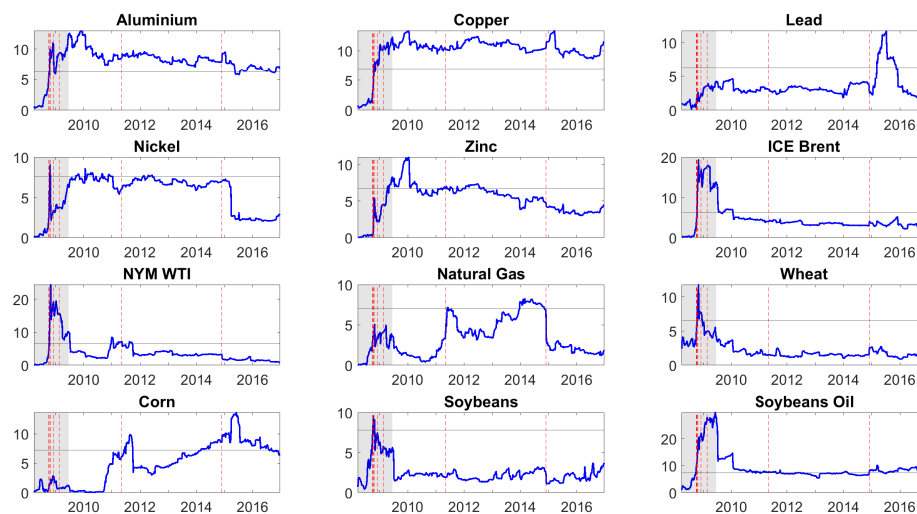 Aluminium Copper Lead
10 10 10
5 5 5
0 0 0
2010 2012 2014 2016 2010 2012 2014 2016 2010 2012 2014 2016
Nickel Zinc ICE Brent
10 10 20
5 5 10
0 0 0
2010 2012 2014 2016 2010 2012 2014 2016 2010 2012 2014 2016
NYM WTI Natural Gas Wheat
20 10 10
10 5 5
0 0 0
2010 2012 2014 2016 2010 2012 2014 2016 2010 2012 2014 2016
Corn Soybeans Soybeans Oil
10 10 20
5 5 10
0 0 0
2010 2012 2014 2016 2010 2012 2014 2016 2010 2012 2014 2016